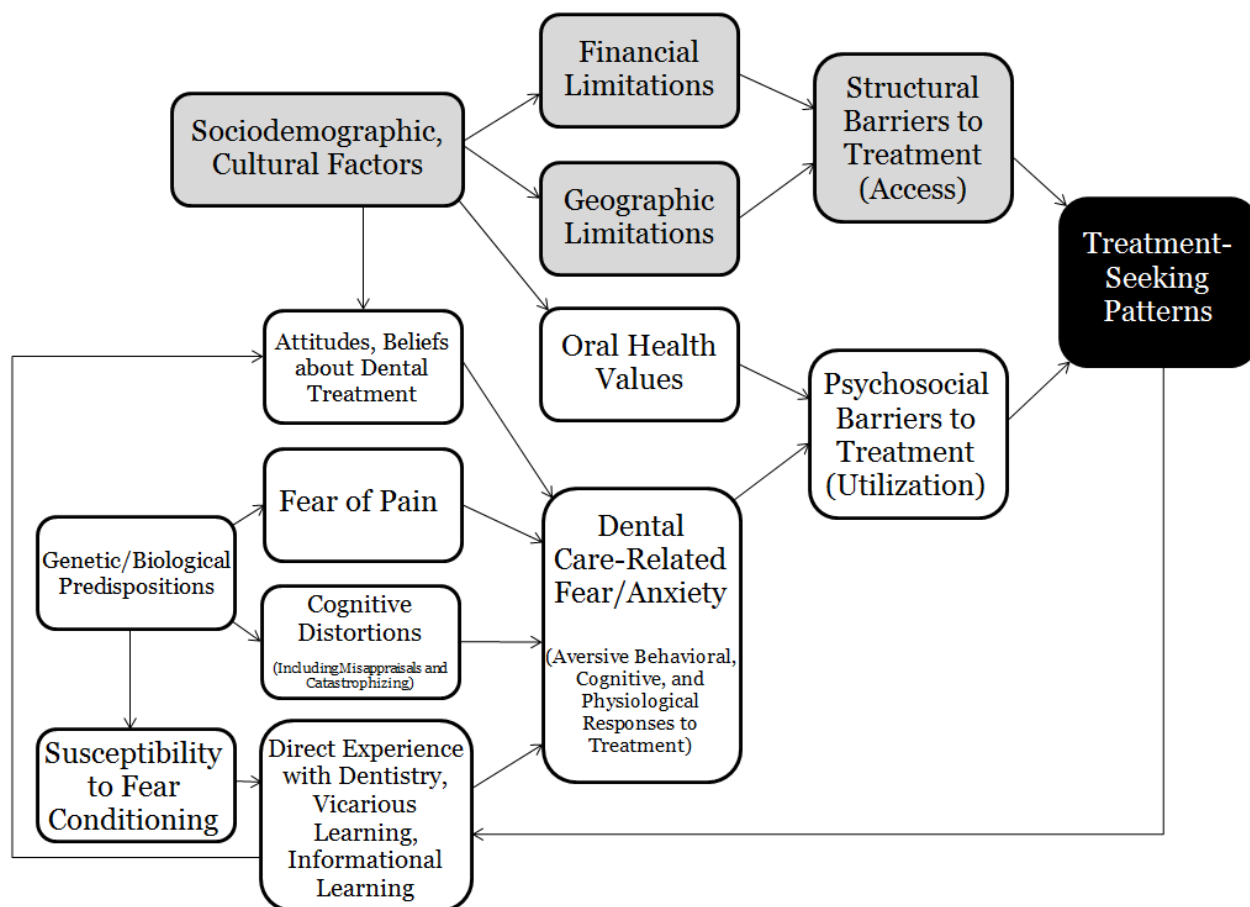 Financial
Limitations
Structural
Barriers to
Treatment
(Access)
Sociodemographic,
Cultural Factors
Geographic
Limitations
Treatment-
Seeking
Patterns
Attitudes, Beliefs
about Dental
Treatment
Oral Health
Values
Psychosocial
Barriers to
Treatment
(Utilization)
Fear of Pain
Genetic/Biological
Predispositions
Cognitive
Distortions
(Including Misappraisals and
Catastrophizing)
Dental
Care-Related
Fear/Anxiety
(Aversive Behavioral,
Cognitive, and
Physiological
Responses to
Treatment)
Susceptibility
to Fear
Conditioning
Direct Experience
with Dentistry,
Vicarious
Learning,
Informational
Learning